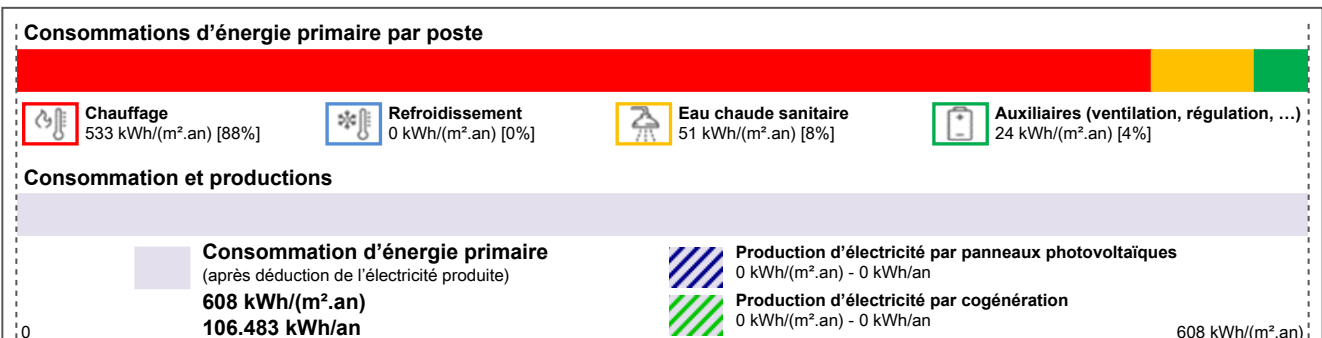 Consommations d’énergie primaire par poste
Chauffage
533 kWh/(m².an) [88%]
Refroidissement
0 kWh/(m².an) [0%]
Eau chaude sanitaire
51 kWh/(m².an) [8%]
Auxiliaires (ventilation, régulation, …)
24 kWh/(m².an) [4%]
Consommation et productions
Consommation d’énergie primaire
(après déduction de l’électricité produite)
608 kWh/(m².an)
106.483 kWh/an
Production d’électricité par panneaux photovoltaïques
0 kWh/(m².an) - 0 kWh/an
Production d’électricité par cogénération
0 kWh/(m².an) - 0 kWh/an
0
608 kWh/(m².an)